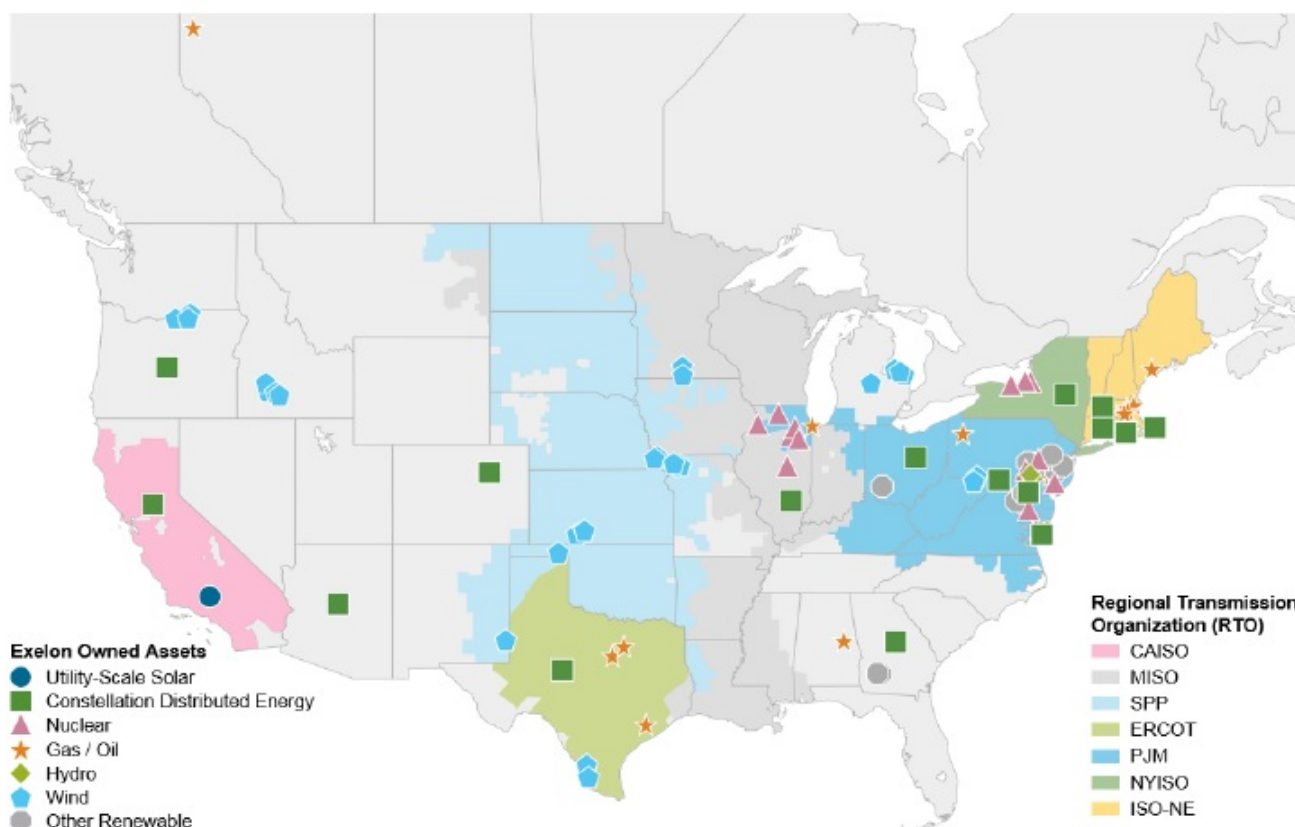 Exelon Owned Assets
Utility-Scale Solar
Constellation Distributed Energy
Nuclear
Gas / Oil
Hydro
Wind
Other Renewable
Regional Transmission
Organization (RTO)
CAISO
MISO
SPP
ERCOT
PJM
NYISO
ISO-NE